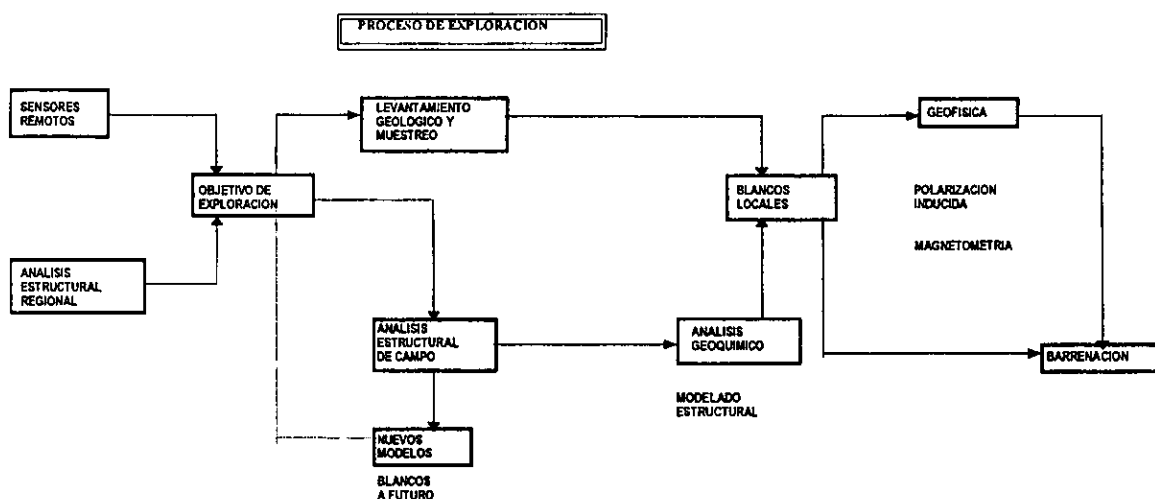 PROCESO DE EXPLORACION
SENSORES
REMOTOS
LEVANTAMIENTO
GEOLOGICO Y
MUESTREO
GEOFISICA
OBJETIVO DE
EXPLORACION
BLANCOS
LOCALES
POLARIZACION
INDUCIDA
MAGNETOMETRIA
ANALISIS
ESTRUCTURAL
REGIONAL
ANALISIS
ESTRUCTURAL
DE CAMPO
ANALISIS
GEOQUIMICO
BARRENACION
MODELADO
ESTRUCTURAL
NUEVOS
MODELOS
BLANCOS
A FUTURO